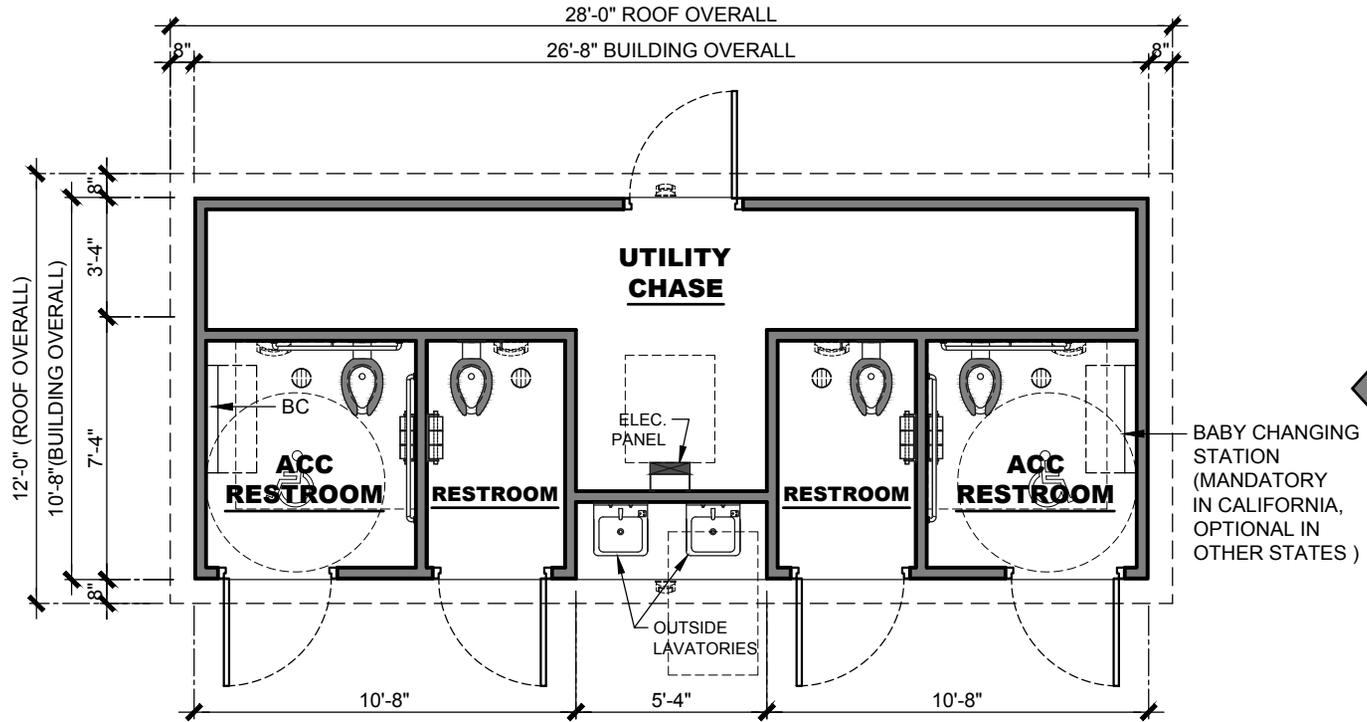 28'-0" ROOF OVERALL
8"
26'-8" BUILDING OVERALL
8"
8"
3'-4"
12'-0" (ROOF OVERALL)
10'-8"(BUILDING OVERALL)
7'-4"
8"
UTILITY
CHASE
BC
ELEC.
PANEL
ACC
RESTROOM
RESTROOM
RESTROOM
ACC
RESTROOM
BABY CHANGING
STATION
(MANDATORY
IN CALIFORNIA,
OPTIONAL IN
OTHER STATES )
OUTSIDE
LAVATORIES
10'-8"
5'-4"
10'-8"